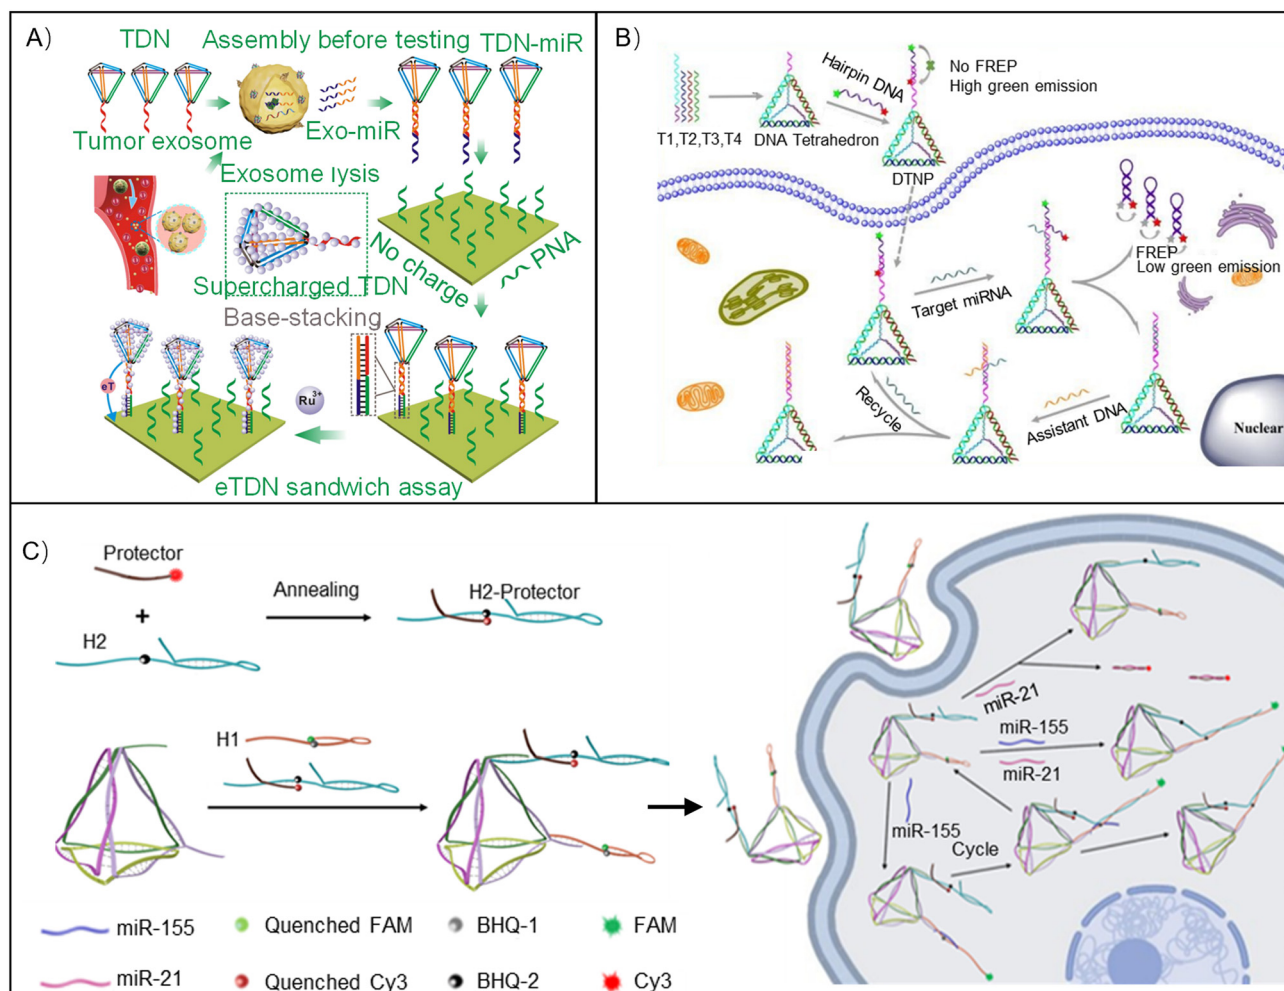 A)
TDN
Assembly before testing
TDN-miR
Tumor exosome
Exo-miR
Exosome lysis
Supercharged TDN
No charge
PNA
Base-stacking
eT
Ru3+
eTDN sandwich assay
B)
T1,T2,T3,T4
DNA Tetrahedron
Hairpin DNA
No FREP
High green emission
DTNP
Target miRNA
FREP
Low green emission
Assistant DNA
Recycle
Nuclear
C)
Protector
+
H2
Annealing
H2-Protector
H1
miR-21
miR-155
miR-21
miR-155
Cycle
miR-155
Quenched FAM
BHQ-1
FAM
miR-21
Quenched Cy3
BHQ-2
Cy3